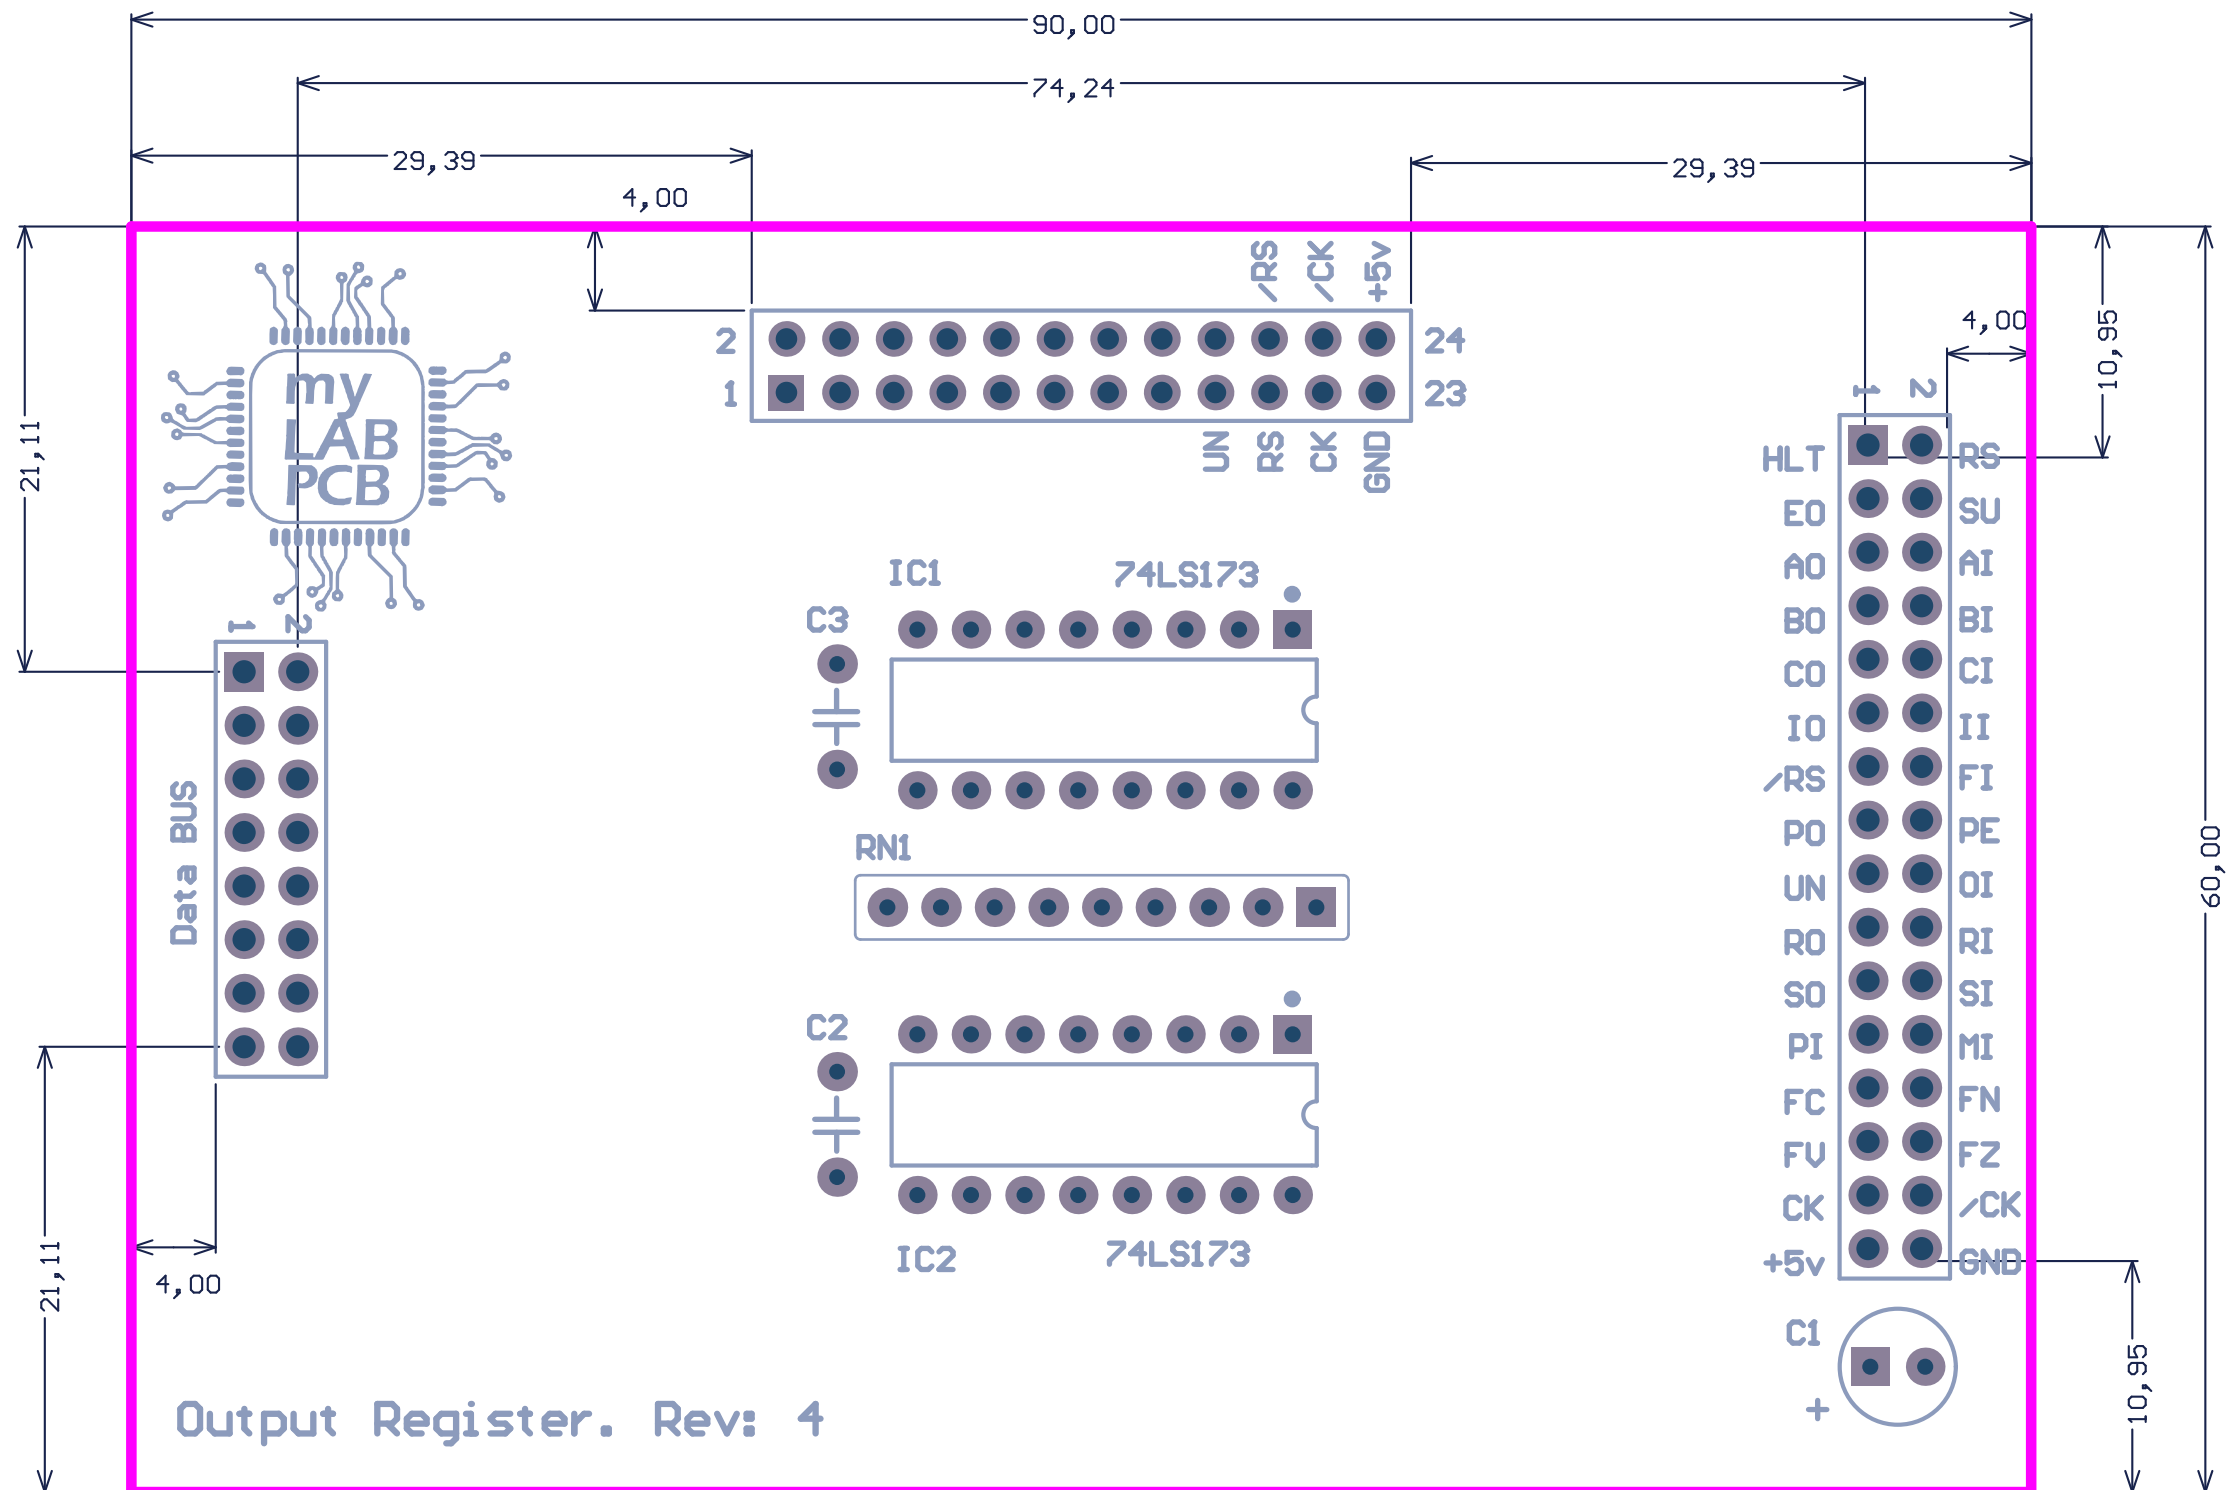 90,00
74,24
29,39
29,39
4,00
/RS
/CK
+5v
4,00
10,95
21,11
my
LAB
PCB
2
24
1
23
1
2
UN
RS
CK
GND
HLT
RS
EO
SU
AO
AI
BO
BI
CO
CI
IO
II
/RS
FI
PO
PE
UN
OI
RO
RI
SO
SI
PI
MI
FC
FN
FV
FZ
CK
/CK
+5v
GND
IC1
74LS173
C3
1
2
Data BUS
RN1
60,00
C2
IC2
74LS173
21,11
4,00
C1
+
10,95
Output Register. Rev: 4